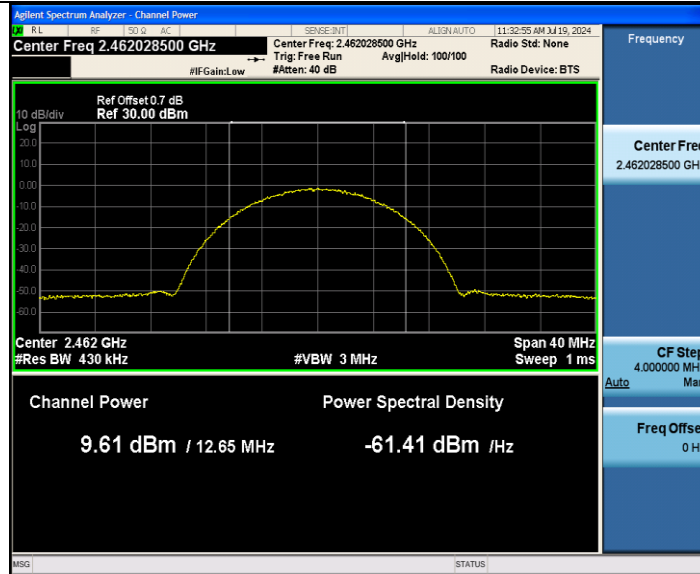 Agilent Spectrum Analyzer - Channel Power
RL RF 50 Ω AC SENSE:INT ALIGN AUTO 11:32:55 AM Jul 19, 2024
Center Freq 2.462028500 GHz
Center Freq: 2.462028500 GHz
Radio Std: None
Trig: Free Run Avg|Hold: 100/100
#IFGain:Low
#Atten: 40 dB
Radio Device: BTS
Frequency
Ref Offset 0.7 dB
10 dB/div Ref 30.00 dBm
Log
20.0
10.0
0.00
-10.0
-20.0
-30.0
-40.0
-50.0
-60.0
Center Fre
2.462028500 GH
Center 2.462 GHz Span 40 MHz
#Res BW 430 kHz #VBW 3 MHz Sweep 1 ms
CF Step
4.000000 MH
Auto Ma
Channel Power
Power Spectral Density
9.61 dBm / 12.65 MHz
-61.41 dBm /Hz
Freq Offse
0 H
MSG STATUS